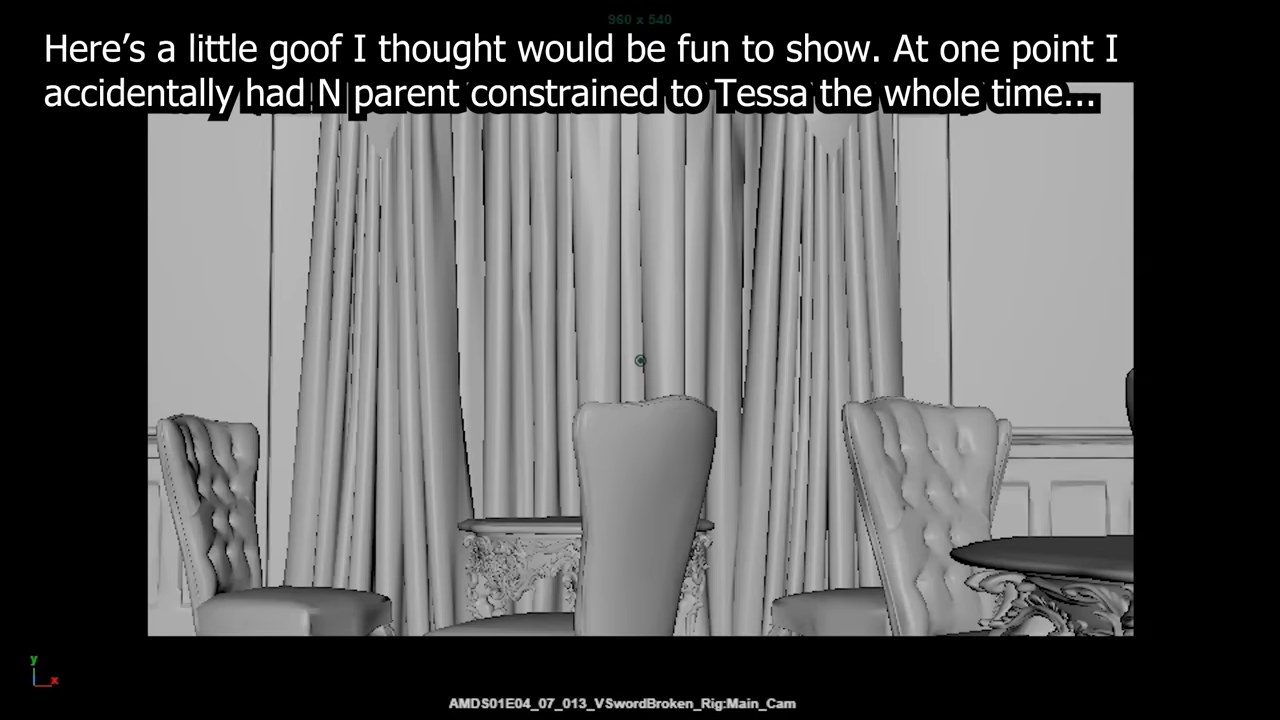 960 x 540
Here’s a little goof I thought would be fun to show. At one point I
accidentally had N parent constrained to Tessa the whole time...
y
x
AMDS01E04_07_013_VSwordBroken_Rig:Main_Cam